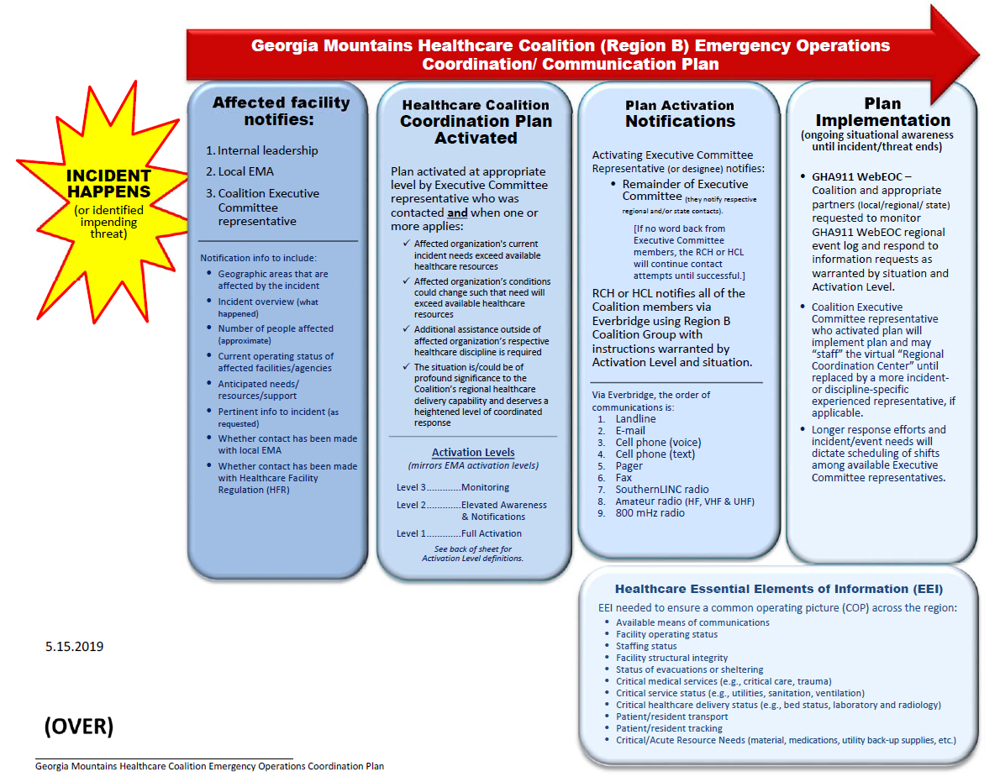 Georgia Mountains Healthcare Coalition (Region B) Emergency Operations
Coordination/ Communication Plan
INCIDENT
HAPPENS
(or identified
impending
threat)
Affected facility
notifies:
1. Internal leadership
2. Local EMA
3. Coalition Executive
Committee
representative
Notification info to include:
• Geographic areas that are
affected by the incident
• Incident overview (what
happened)
• Number of people affected
(approximate)
• Current operating status of
affected facilities/agencies
• Anticipated needs/
resources/support
• Pertinent info to incident (as
requested)
• Whether contact has been made
with local EMA
• Whether contact has been made
with Healthcare Facility
Regulation (HFR)
Healthcare Coalition
Coordination Plan
Activated
Plan activated at appropriate
level by Executive Committee
representative who was
contacted and when one or
more applies:
✓ Affected organization's current
incident needs exceed available
healthcare resources
✓ Affected organization’s conditions
could change such that need will
exceed available healthcare
resources
✓ Additional assistance outside of
affected organization’s respective
healthcare discipline is required
✓ The situation is/could be of
profound significance to the
Coalition’s regional healthcare
delivery capability and deserves a
heightened level of coordinated
response
Activation Levels
(mirrors EMA activation levels)
Level 3............Monitoring
Level 2............Elevated Awareness
& Notifications
Level 1............Full Activation
See back of sheet for
Activation Level definitions.
Plan Activation
Notifications
Activating Executive Committee
Representative (or designee) notifies:
• Remainder of Executive
Committee (they notify respective
regional and/or state contacts).
[If no word back from
Executive Committee
members, the RCH or HCL
will continue contact
attempts until successful.]
RCH or HCL notifies all of the
Coalition members via
Everbridge using Region B
Coalition Group with
instructions warranted by
Activation Level and situation.
Via Everbridge, the order of
communications is:
1. Landline
2. E-mail
3. Cell phone (voice)
4. Cell phone (text)
5. Pager
6. Fax
7. SouthernLINC radio
8. Amateur radio (HF, VHF & UHF)
9. 800 mHz radio
Plan
Implementation
(ongoing situational awareness
until incident/threat ends)
• GHA911 WebEOC –
Coalition and appropriate
partners (local/regional/ state)
requested to monitor
GHA911 WebEOC regional
event log and respond to
information requests as
warranted by situation and
Activation Level.
• Coalition Executive
Committee representative
who activated plan will
implement plan and may
“staff” the virtual “Regional
Coordination Center” until
replaced by a more incident-
or discipline-specific
experienced representative, if
applicable.
• Longer response efforts and
incident/event needs will
dictate scheduling of shifts
among available Executive
Committee representatives.
Healthcare Essential Elements of Information (EEI)
EEI needed to ensure a common operating picture (COP) across the region:
• Available means of communications
• Facility operating status
• Staffing status
• Facility structural integrity
• Status of evacuations or sheltering
• Critical medical services (e.g., critical care, trauma)
• Critical service status (e.g., utilities, sanitation, ventilation)
• Critical healthcare delivery status (e.g., bed status, laboratory and radiology)
• Patient/resident transport
• Patient/resident tracking
• Critical/Acute Resource Needs (material, medications, utility back-up supplies, etc.)
5.15.2019
(OVER)
Georgia Mountains Healthcare Coalition Emergency Operations Coordination Plan